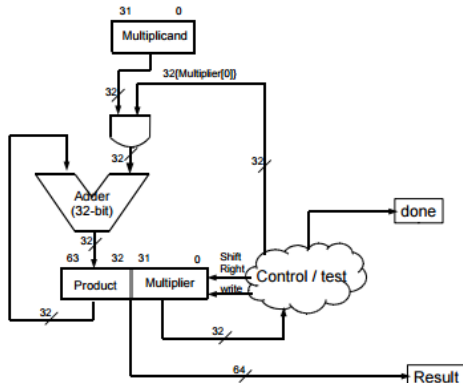 31 0
Multiplicand
32{Multiplier[0]}
32
32
32
Adder
(32-bit)
32
done
63 32 31 0
Product
Multiplier
Shift
Right
write
Control / test
32
32
64
Result